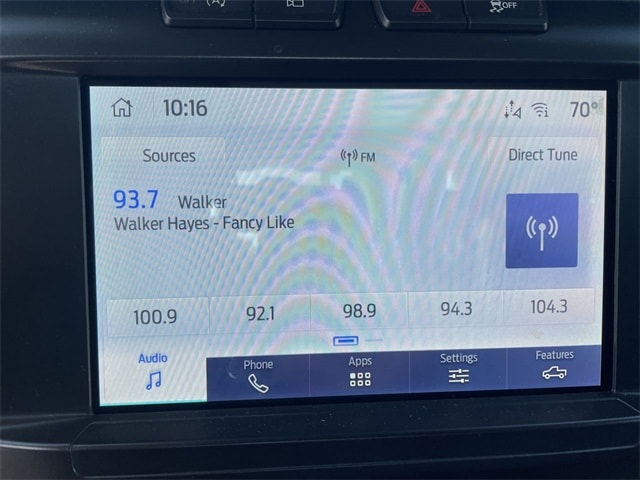 OFF
10:16
70°
Sources
FM
Direct Tune
93.7 Walker
Walker Hayes - Fancy Like
100.9
92.1
98.9
94.3
104.3
Audio
Phone
Apps
Settings
Features